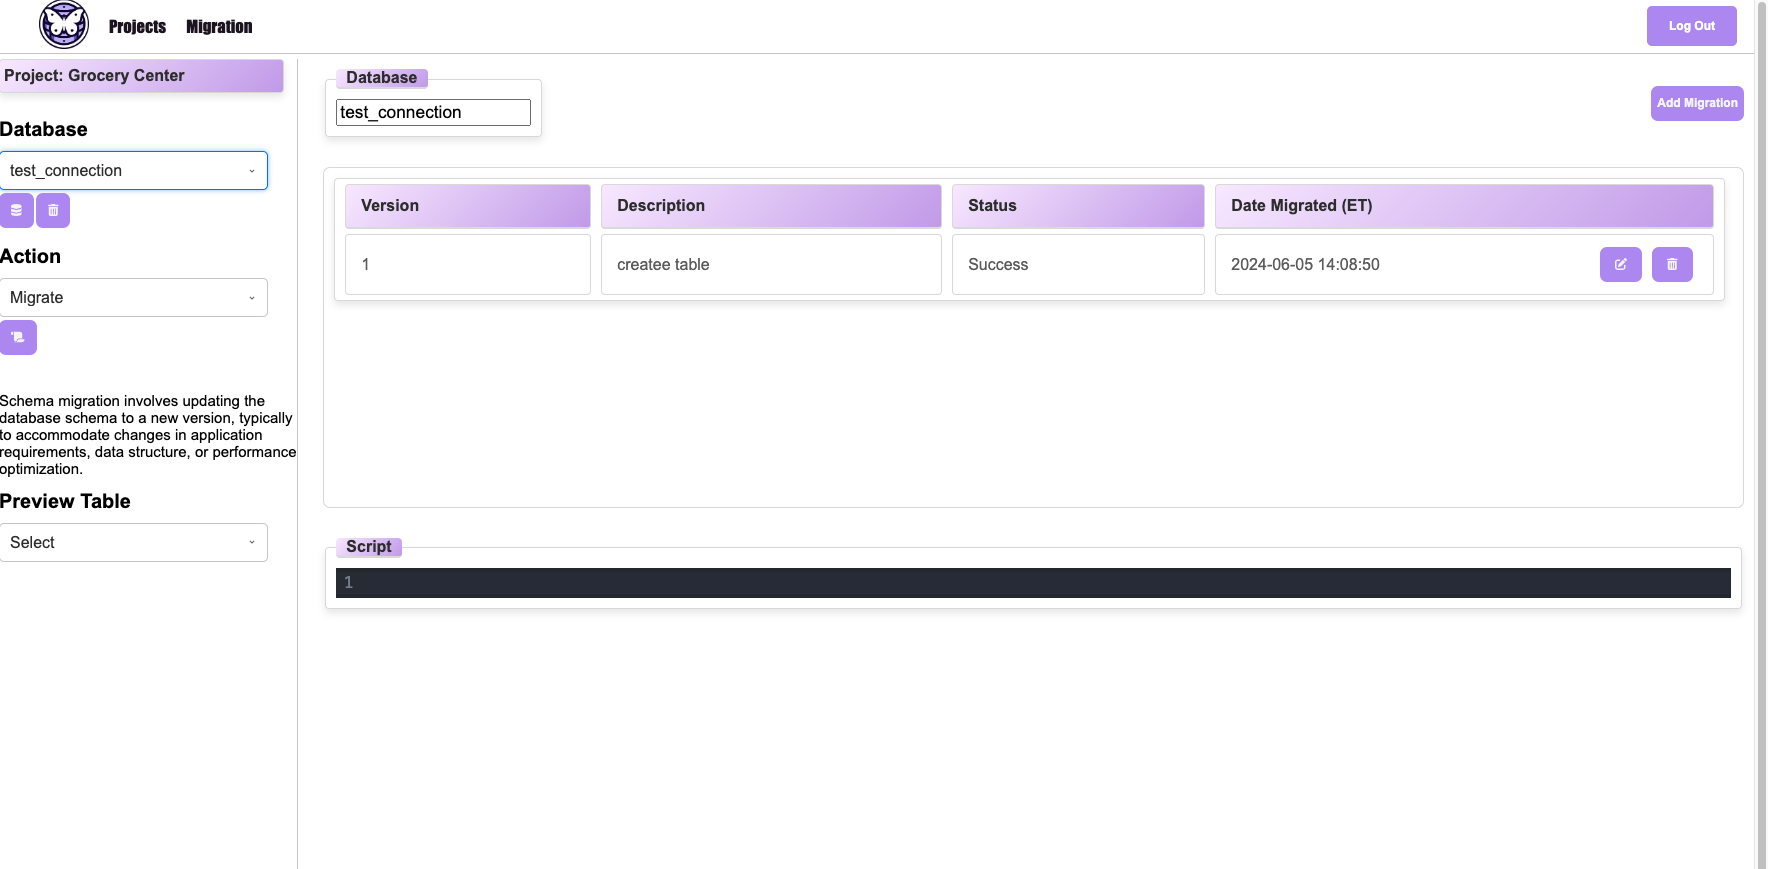 Projects Migration
Log Out
Project: Grocery Center
Database
test_connection
Action
Migrate
Schema migration involves updating the
database schema to a new version, typically
to accommodate changes in application
requirements, data structure, or performance
optimization.
Preview Table
Select
Database
test_connection
Add Migration
Version Description Status Date Migrated (ET)
1 createe table Success 2024-06-05 14:08:50
Script
1